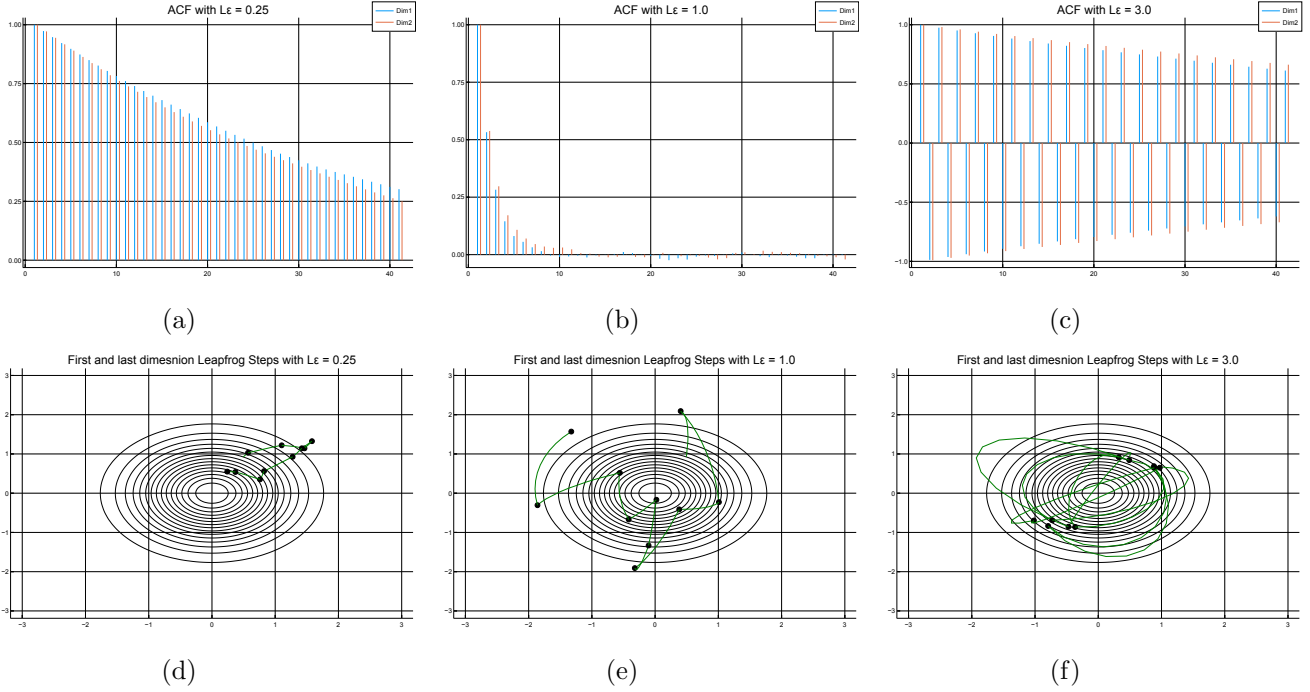 ACF with Lε = 0.25
Dim1
Dim2
1.00
0.75
0.50
0.25
0.00
0 10 20 30 40
(a)
ACF with Lε = 1.0
Dim1
Dim2
1.00
0.75
0.50
0.25
0.00
0 10 20 30 40
(b)
ACF with Lε = 3.0
Dim1
Dim2
1.0
0.5
0.0
−0.5
−1.0
0 10 20 30 40
(c)
First and last dimesnion Leapfrog Steps with Lε = 0.25
3
2
1
0
−1
−2
−3
−3 −2 −1 0 1 2 3
(d)
First and last dimesnion Leapfrog Steps with Lε = 1.0
3
2
1
0
−1
−2
−3
−3 −2 −1 0 1 2 3
(e)
First and last dimesnion Leapfrog Steps with Lε = 3.0
3
2
1
0
−1
−2
−3
−3 −2 −1 0 1 2 3
(f)